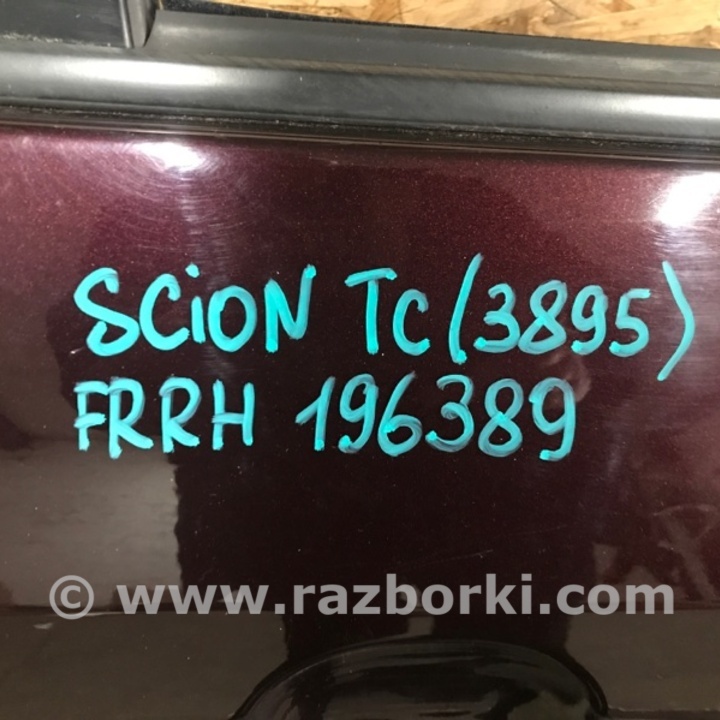 SCiON TC (3895)
FRRH 196389
© www.razborki.com